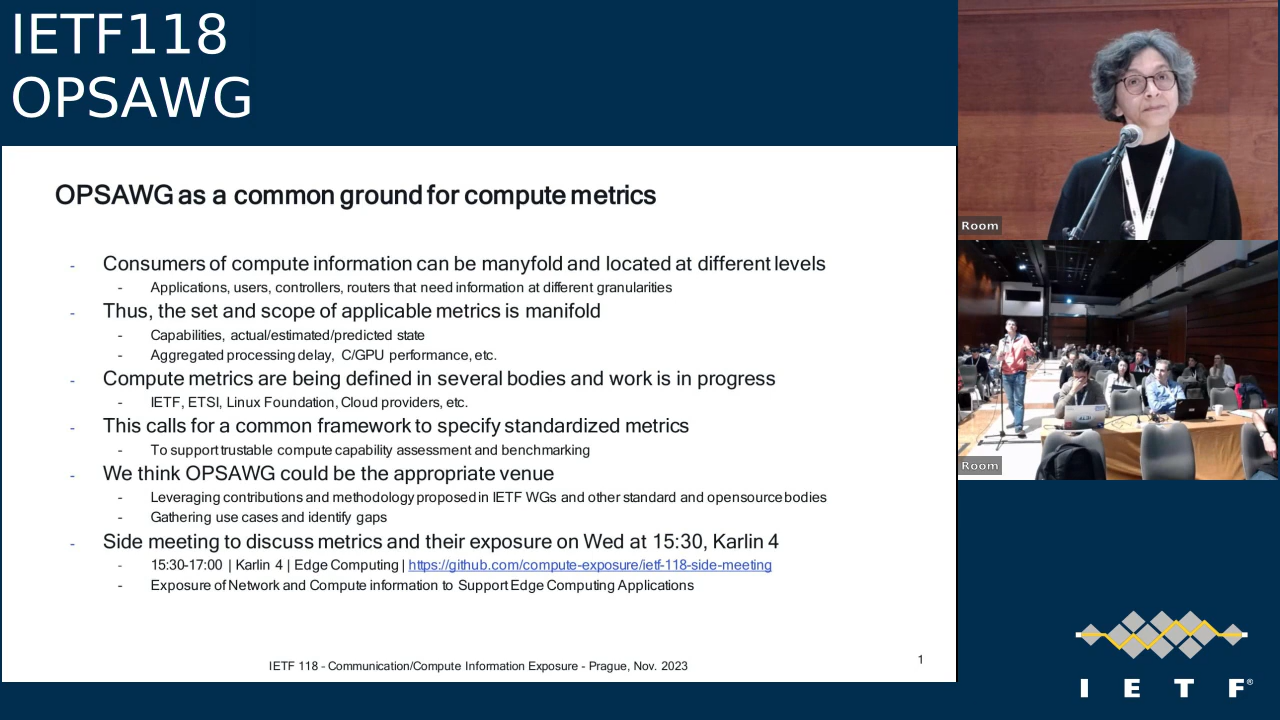 IETF118
OPSAWG
OPSAWG as a common ground for compute metrics
- Consumers of compute information can be manyfold and located at different levels
- Applications, users, controllers, routers that need information at different granularities
- Thus, the set and scope of applicable metrics is manifold
- Capabilities, actual/estimated/predicted state
- Aggregated processing delay, C/GPU performance, etc.
- Compute metrics are being defined in several bodies and work is in progress
- IETF, ETSI, Linux Foundation, Cloud providers, etc.
- This calls for a common framework to specify standardized metrics
- To support trustable compute capability assessment and benchmarking
- We think OPSAWG could be the appropriate venue
- Leveraging contributions and methodology proposed in IETF WGs and other standard and opensource bodies
- Gathering use cases and identify gaps
- Side meeting to discuss metrics and their exposure on Wed at 15:30, Karlin 4
- 15:30-17:00 | Karlin 4 | Edge Computing | https://github.com/compute-exposure/ietf-118-side-meeting
- Exposure of Network and Compute information to Support Edge Computing Applications
IETF 118 - Communication/Compute Information Exposure - Prague, Nov. 2023
1
Room
Room
I E T F®